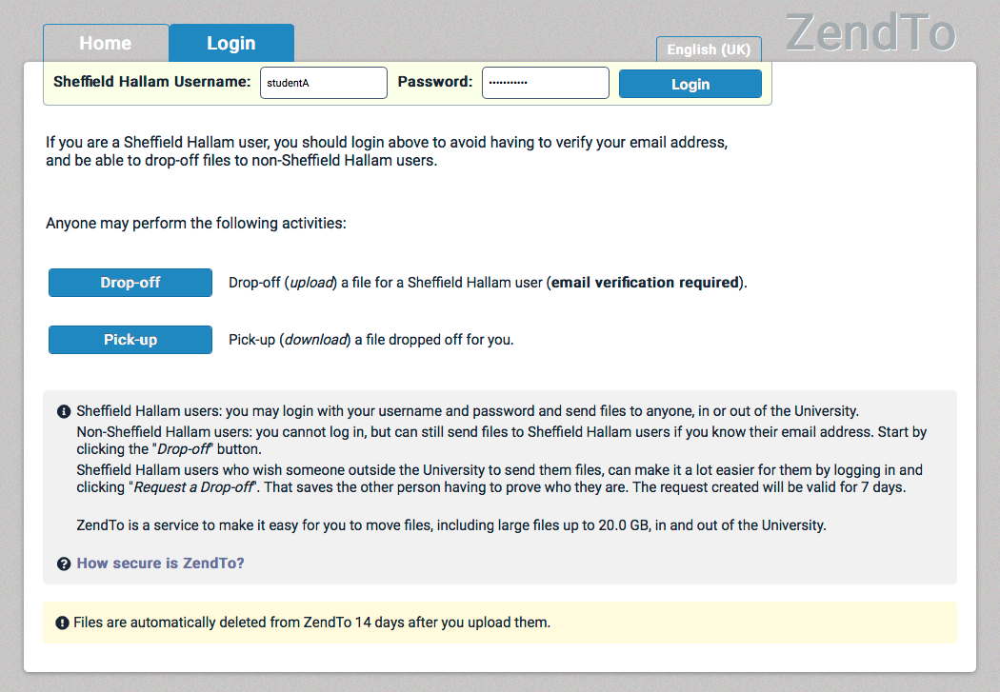 Home
Login
English (UK)
ZendTo
Sheffield Hallam Username: studentA Password: ••••••••••• Login
If you are a Sheffield Hallam user, you should login above to avoid having to verify your email address,
and be able to drop-off files to non-Sheffield Hallam users.
Anyone may perform the following activities:
Drop-off Drop-off (upload) a file for a Sheffield Hallam user (email verification required).
Pick-up Pick-up (download) a file dropped off for you.
Sheffield Hallam users: you may login with your username and password and send files to anyone, in or out of the University.
Non-Sheffield Hallam users: you cannot log in, but can still send files to Sheffield Hallam users if you know their email address. Start by
clicking the "Drop-off" button.
Sheffield Hallam users who wish someone outside the University to send them files, can make it a lot easier for them by logging in and
clicking "Request a Drop-off". That saves the other person having to prove who they are. The request created will be valid for 7 days.
ZendTo is a service to make it easy for you to move files, including large files up to 20.0 GB, in and out of the University.
How secure is ZendTo?
Files are automatically deleted from ZendTo 14 days after you upload them.